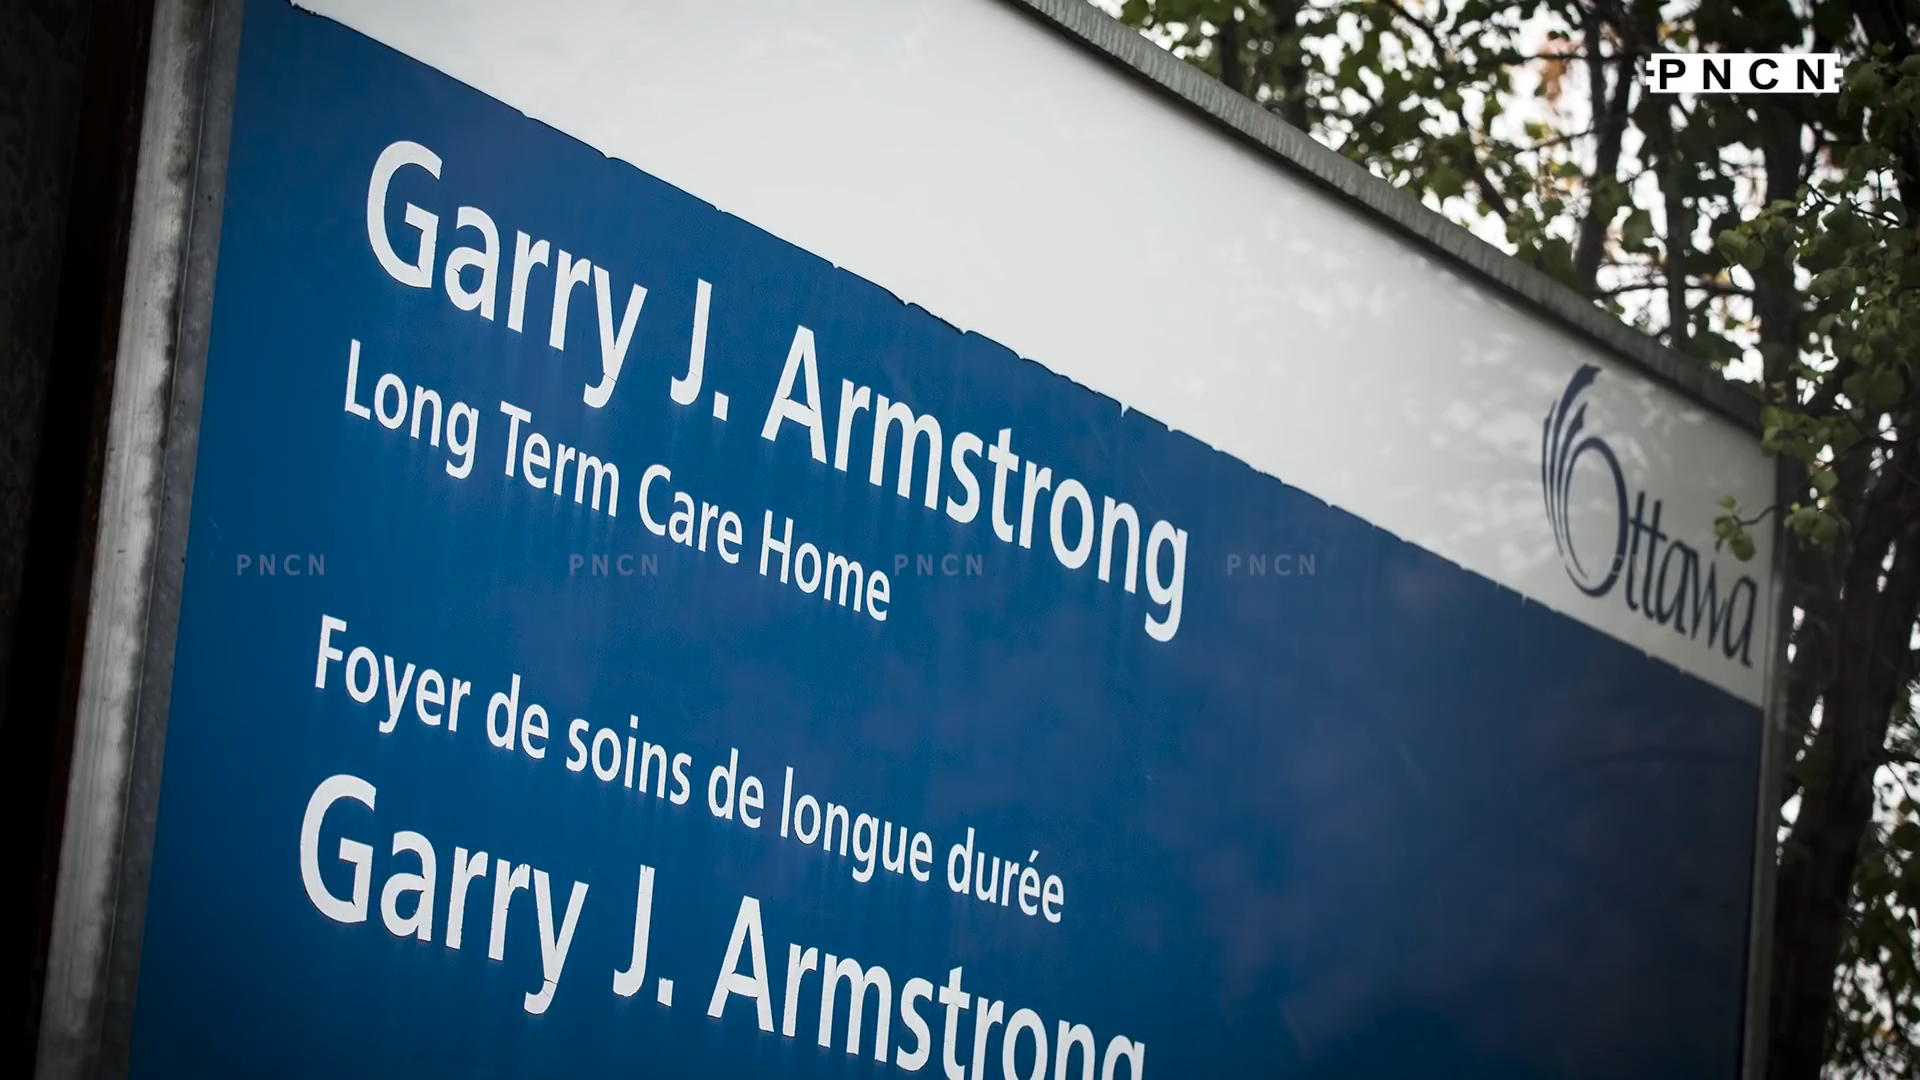 PNCN
Garry J. Armstrong
Long Term Care Home
Ottawa
PNCN PNCN PNCN PNCN
Foyer de soins de longue durée
Garry J. Armstrong